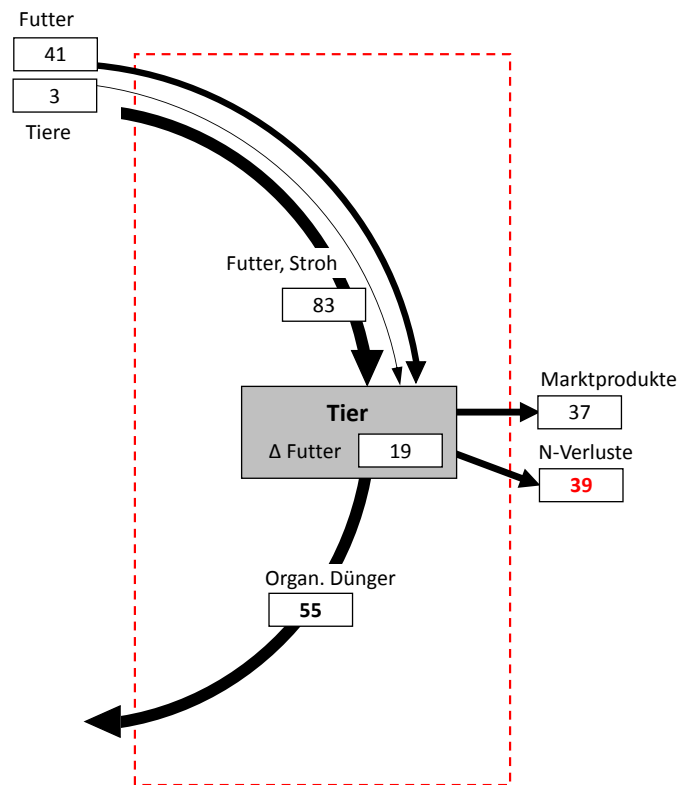 Futter
41
3
Tiere
Futter, Stroh
83
Tier
Δ Futter 19
Marktprodukte
37
N-Verluste
39
Organ. Dünger
55